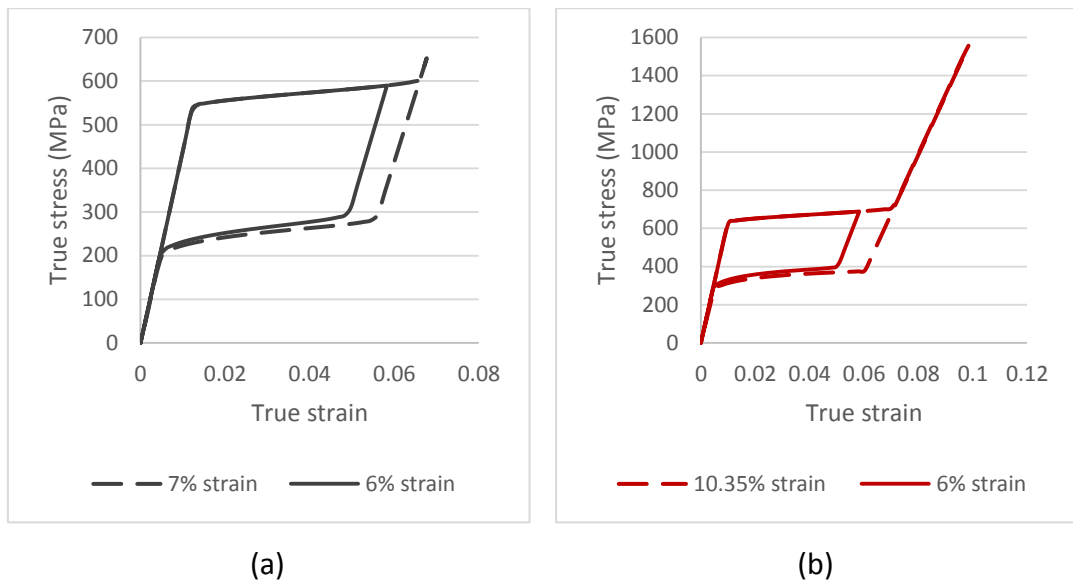 700
600
500
400
300
200
100
0
True stress (MPa)
0 0.02 0.04 0.06 0.08
True strain
7% strain 6% strain
(a)
1600
1400
1200
1000
800
600
400
200
0
True stress (MPa)
0 0.02 0.04 0.06 0.08 0.1 0.12
True strain
10.35% strain 6% strain
(b)